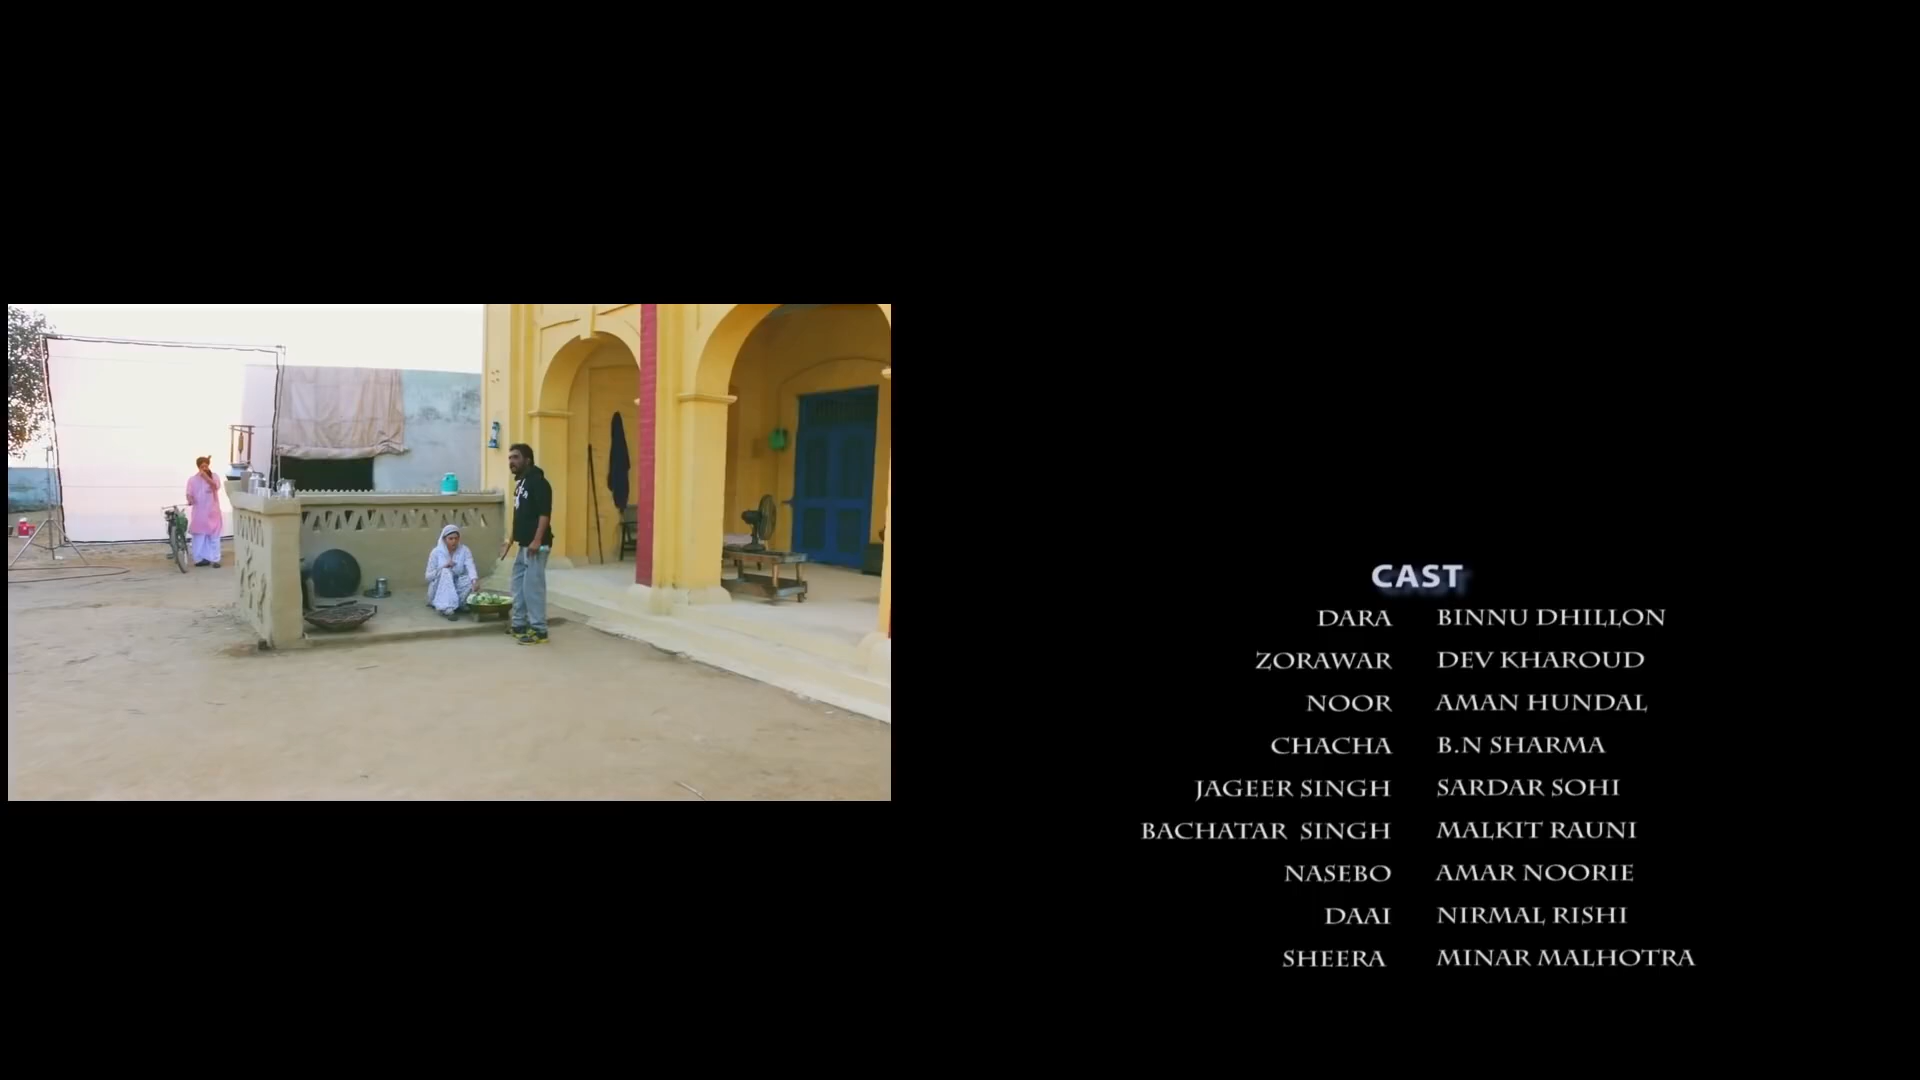 CAST
DARA BINNU DHILLON
ZORAWAR DEV KHAROUD
NOOR AMAN HUNDAL
CHACHA B.N SHARMA
JAGEER SINGH SARDAR SOHI
BACHATAR SINGH MALKIT RAUNI
NASEBO AMAR NOORIE
DAAI NIRMAL RISHI
SHEERA MINAR MALHOTRA